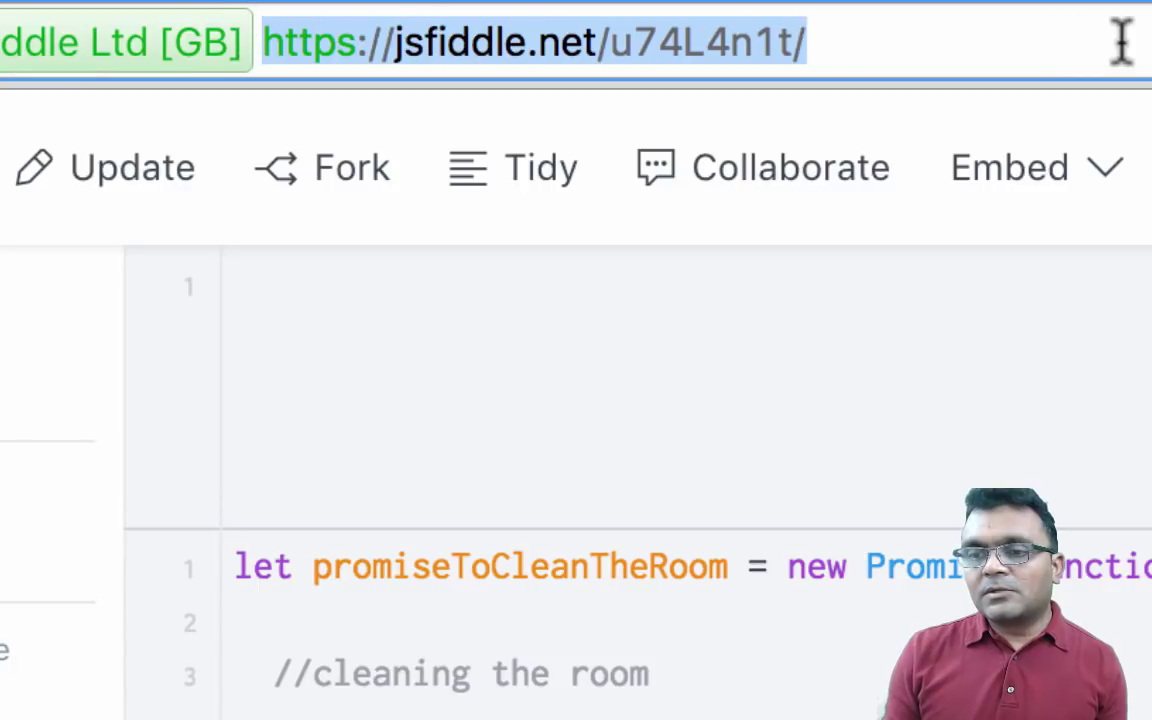 ddle Ltd [GB] https://jsfiddle.net/u74L4n1t/
Update Fork Tidy Collaborate Embed
1
1 let promiseToCleanTheRoom = new Promi nctic
2
e
3 //cleaning the room